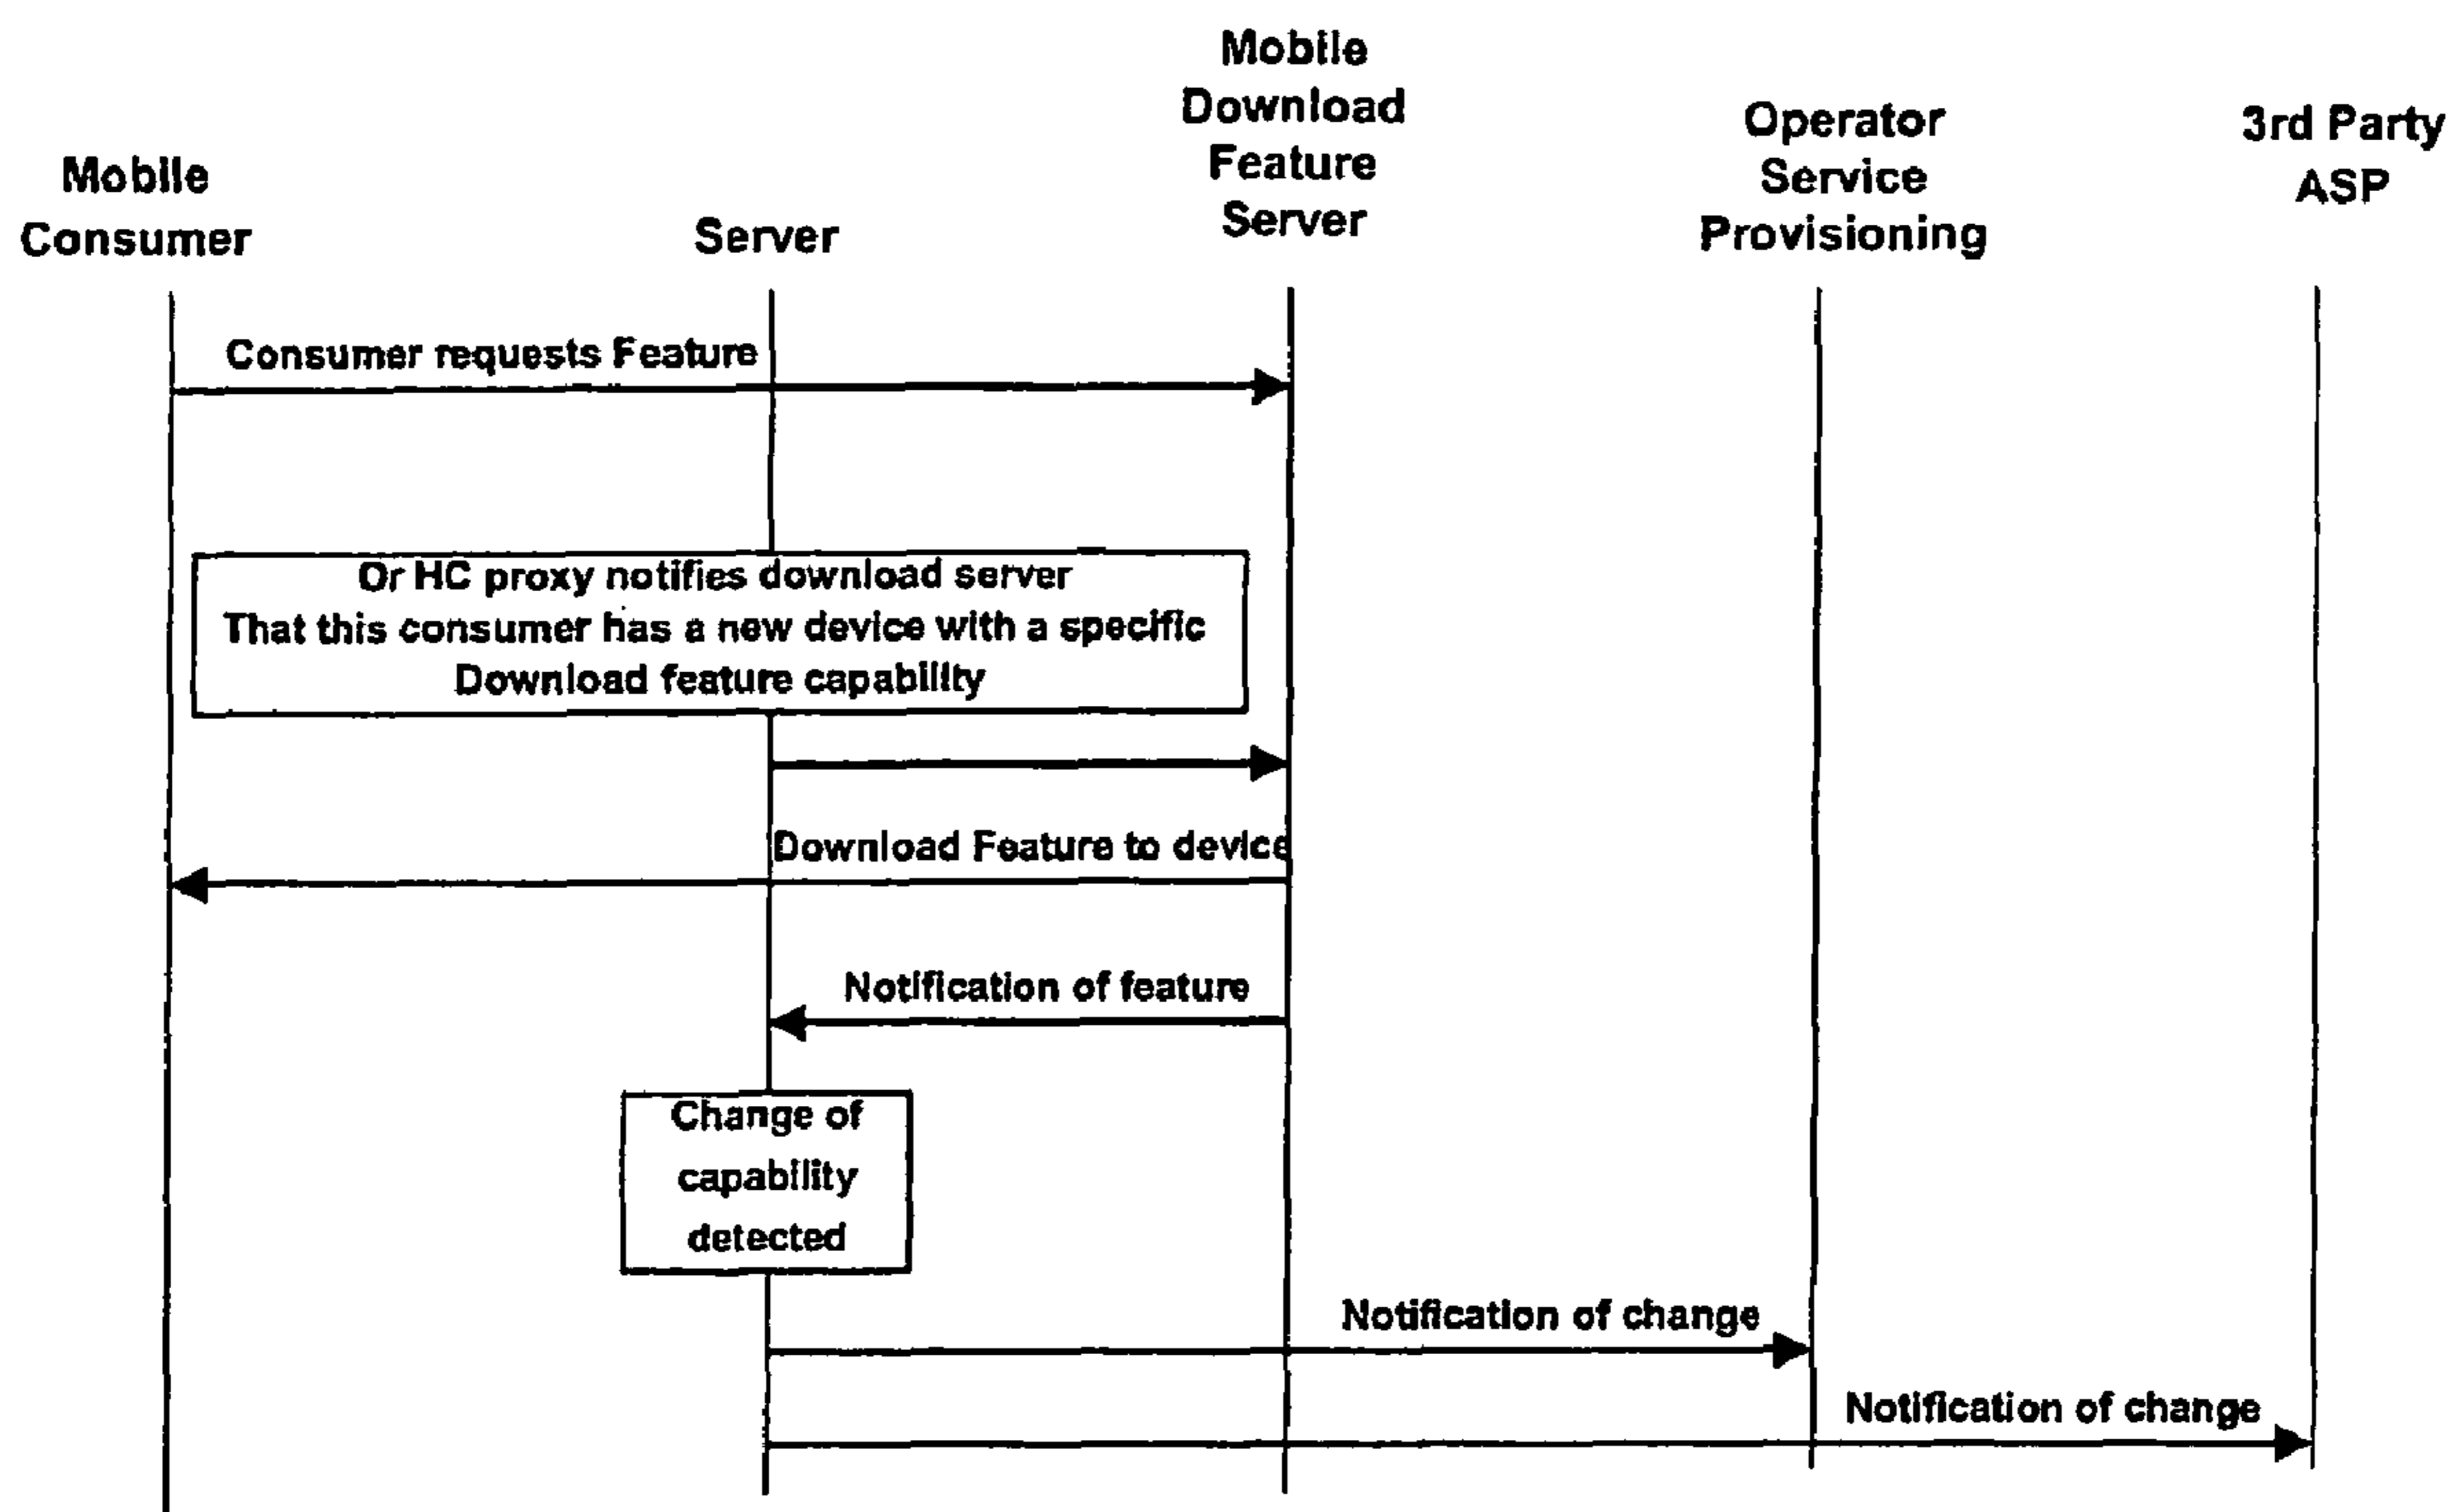 Mobile
Download
Feature
Server
Operator
Service
Provisioning
3rd Party
ASP
Mobile
Consumer
Server
Consumer requests Feature
Or HC proxy notifies download server
That this consumer has a new device with a specific
Download feature capability
Download Feature to device
Notification of feature
Change of
capability
detected
Notification of change
Notification of change